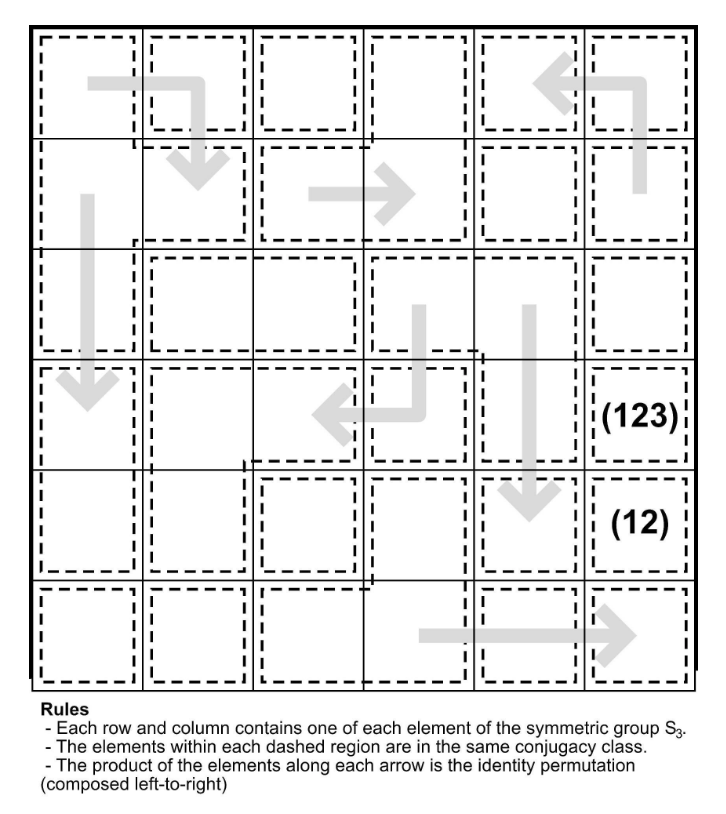 (123)
(12)
Rules
- Each row and column contains one of each element of the symmetric group S₃.
- The elements within each dashed region are in the same conjugacy class.
- The product of the elements along each arrow is the identity permutation
(composed left-to-right)